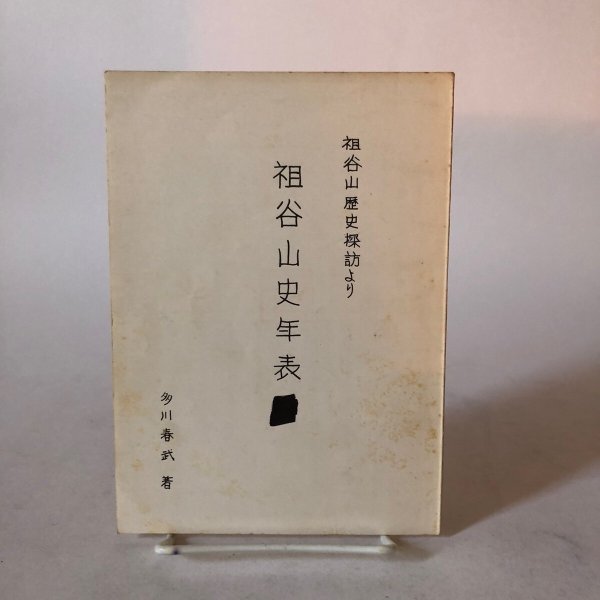 祖谷山歴史探訪より
祖谷山史年表
多川春武 著